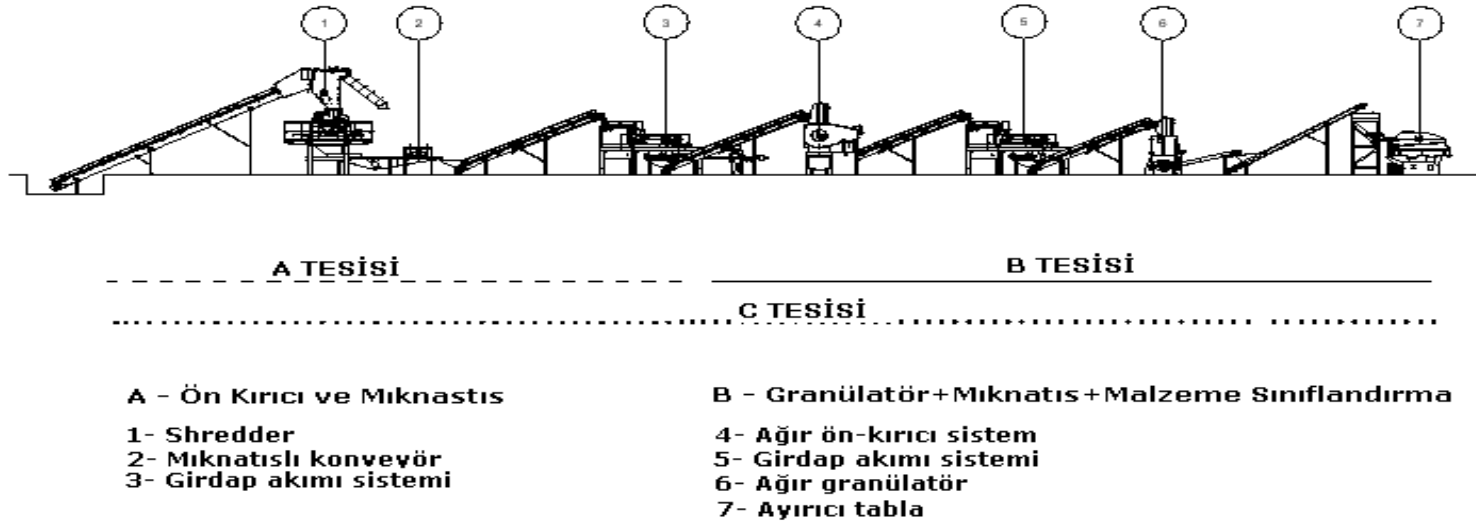 1 2 3 4 5 6 7
A TESİSİ B TESİSİ
C TESİSİ
A - Ön Kırıcı ve Mıknastıs B - Granülatör+Mıknatıs+Malzeme Sınıflandırma
1- Shredder
2- Mıknatıslı konveyör
3- Girdap akımı sistemi
4- Ağır ön-kırıcı sistem
5- Girdap akımı sistemi
6- Ağır granülatör
7- Ayırıcı tabla